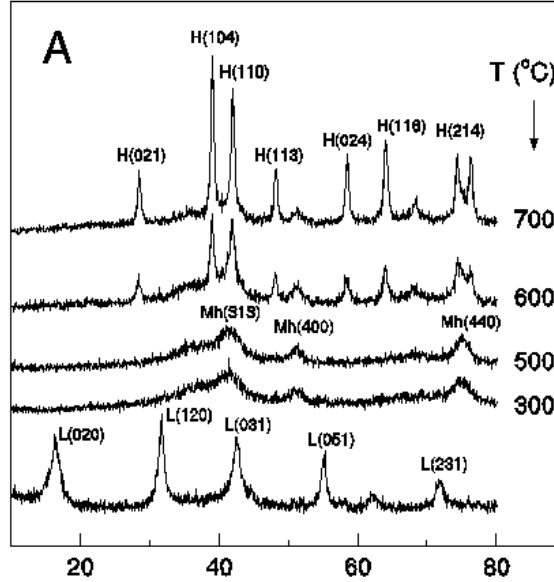 A
H(104)
H(110)
T (°C)
H(021)
H(113)
H(024)
H(116)
H(214)
700
600
Mh(313)
Mh(400)
Mh(440)
500
300
L(020)
L(120)
L(031)
L(051)
L(231)
20
40
60
80